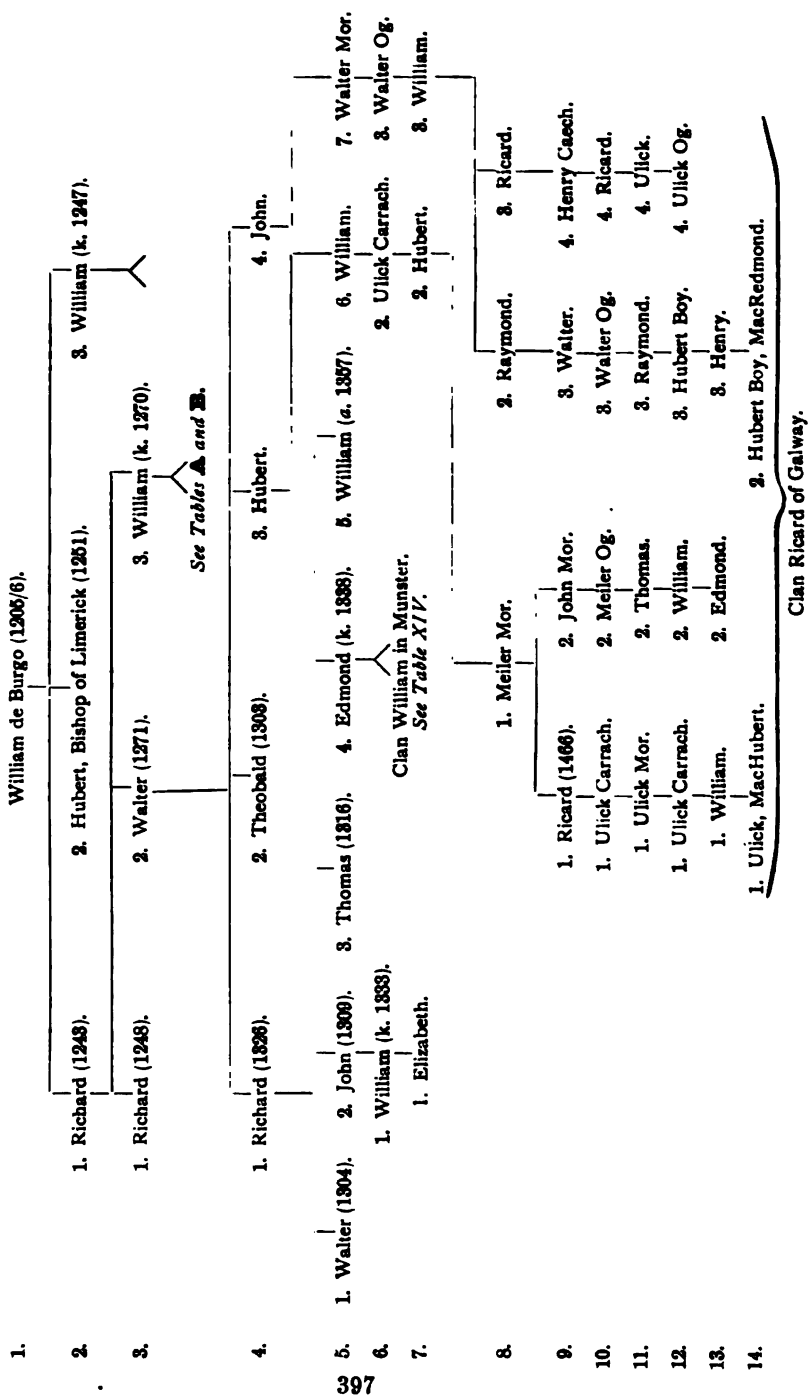 1. William de Burgo (1205/6).
2. 1. Richard (1243). 2. Hubert, Bishop of Limerick (1251). 3. William (k. 1247).
3. 1. Richard (1248). 2. Walter (1271). 3. William (k. 1270).
See Tables A and B.
4. 1. Richard (1326). 2. Theobald (1303). 3. Hubert. 4. John.
5. 1. Walter (1304). 2. John (1309). 3. Thomas (1316). 4. Edmond (k. 1338). 5. William (a. 1357). 6. William. 7. Walter Mor.
6. 1. William (k. 1333). 2. Ulick Carrach. 3. Walter Og.
Clan William in Munster.
See Table XIV.
7. 1. Elizabeth. 2. Hubert. 3. William.
8. 1. Meiler Mor. 2. Raymond. 3. Ricard.
9. 1. Ricard (1466). 2. John Mor. 3. Walter. 4. Henry Caech.
10. 1. Ulick Carrach. 2. Meiler Og. 3. Walter Og. 4. Ricard.
11. 1. Ulick Mor. 2. Thomas. 3. Raymond. 4. Ulick.
12. 1. Ulick Carrach. 2. William. 3. Hubert Boy. 4. Ulick Og.
13. 1. William. 2. Edmond. 3. Henry.
14. 1. Ulick, MacHubert. 2. Hubert Boy, MacRedmond.
Clan Ricard of Galway.
397